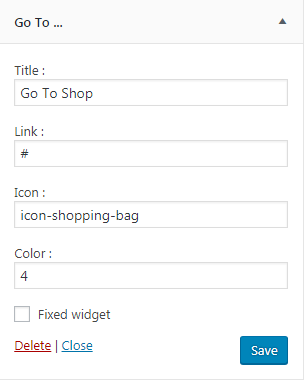 Go To ...
Title :
Go To Shop
Link :
#
Icon :
icon-shopping-bag
Color :
4
Fixed widget
Delete | Close
Save